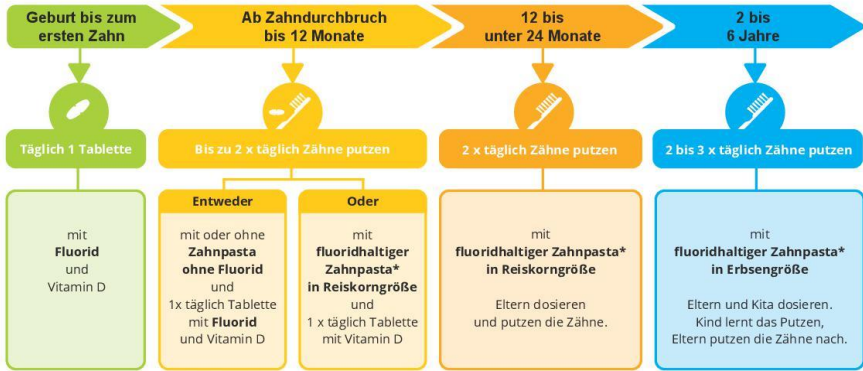 Geburt bis zum
ersten Zahn
Ab Zahndurchbruch
bis 12 Monate
12 bis
unter 24 Monate
2 bis
6 Jahre
Täglich 1 Tablette
Bis zu 2 x täglich Zähne putzen
2 x täglich Zähne putzen
2 bis 3 x täglich Zähne putzen
mit
Fluorid
und
Vitamin D
Entweder
mit oder ohne
Zahnpasta
ohne Fluorid
und
1x täglich Tablette
mit Fluorid
und Vitamin D
Oder
mit
fluoridhaltiger
Zahnpasta*
in Reiskorngröße
und
1 x täglich Tablette
mit Vitamin D
mit
fluoridhaltiger Zahnpasta*
in Reiskorngröße
Eltern dosieren
und putzen die Zähne.
mit
fluoridhaltiger Zahnpasta*
in Erbsengröße
Eltern und Kita dosieren.
Kind lernt das Putzen,
Eltern putzen die Zähne nach.